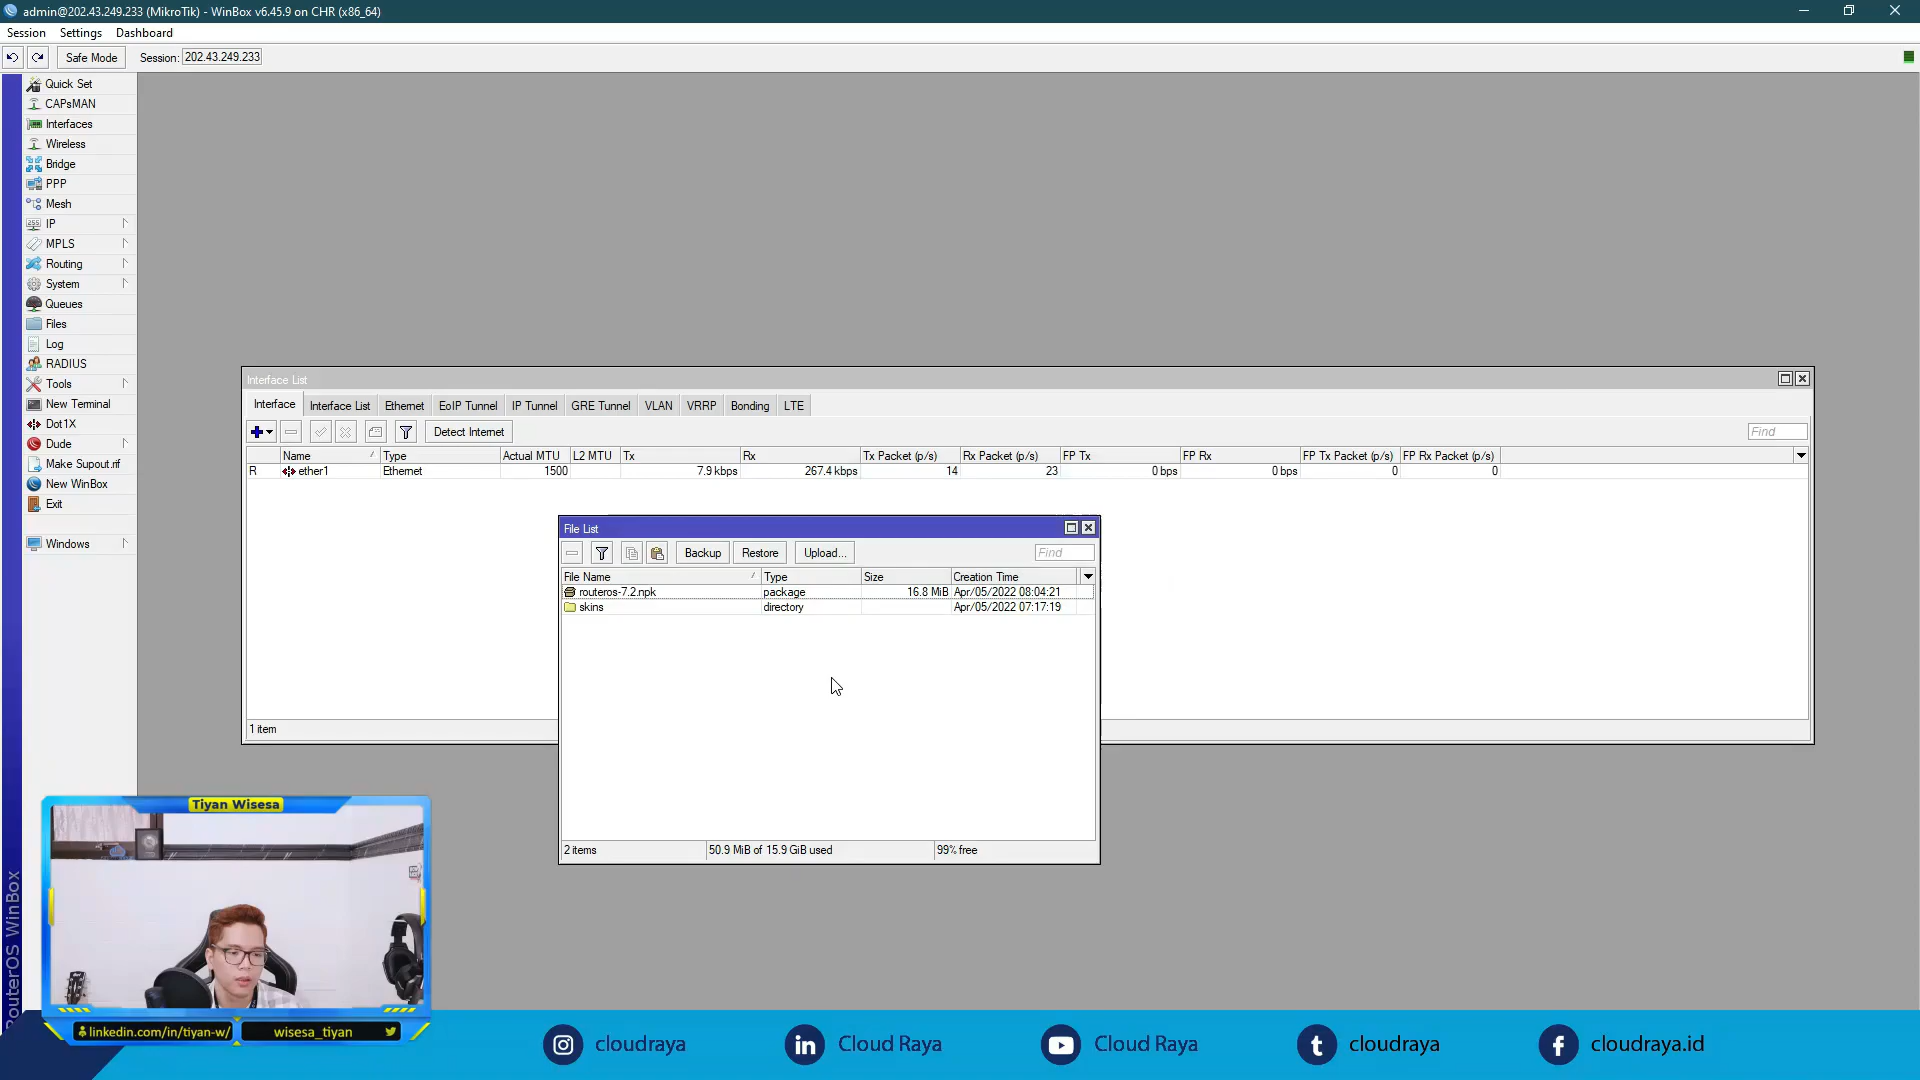 admin@202.43.249.233 (MikroTik) - WinBox v6.45.9 on CHR (x86_64)
Session Settings Dashboard
Safe Mode Session: 202.43.249.233
Quick Set
CAPsMAN
Interfaces
Wireless
Bridge
PPP
Mesh
IP
MPLS
Routing
System
Queues
Files
Log
RADIUS
Tools
New Terminal
Dot1X
Dude
Make Supout.rif
New WinBox
Exit
Windows
RouterOS WinBox
Interface List
Interface Interface List Ethernet EoIP Tunnel IP Tunnel GRE Tunnel VLAN VRRP Bonding LTE
Detect Internet Find
Name Type Actual MTU L2 MTU Tx Rx Tx Packet (p/s) Rx Packet (p/s) FP Tx FP Rx FP Tx Packet (p/s) FP Rx Packet (p/s)
R ether1 Ethernet 1500 7.9 kbps 267.4 kbps 14 23 0 bps 0 bps 0 0
1 item
File List
Backup Restore Upload... Find
File Name Type Size Creation Time
routeros-7.2.npk package 16.8 MiB Apr/05/2022 08:04:21
skins directory Apr/05/2022 07:17:19
2 items 50.9 MiB of 15.9 GiB used 99% free
Tiyan Wisesa
linkedin.com/in/tiyan-w/ wisesa_tiyan
cloudraya Cloud Raya Cloud Raya cloudraya cloudraya.id